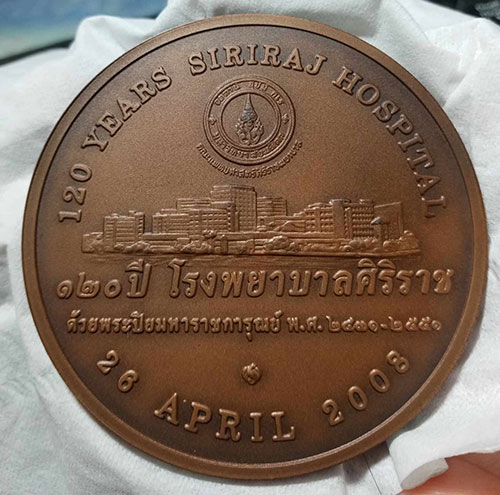 120 YEARS SIRIRAJ HOSPITAL
๑๒๐ ปี โรงพยาบาลศิริราช
ด้วยพระปิยมหาราชการุณย์ พ.ศ. ๒๔๓๑-๒๕๕๑
26 APRIL 2008